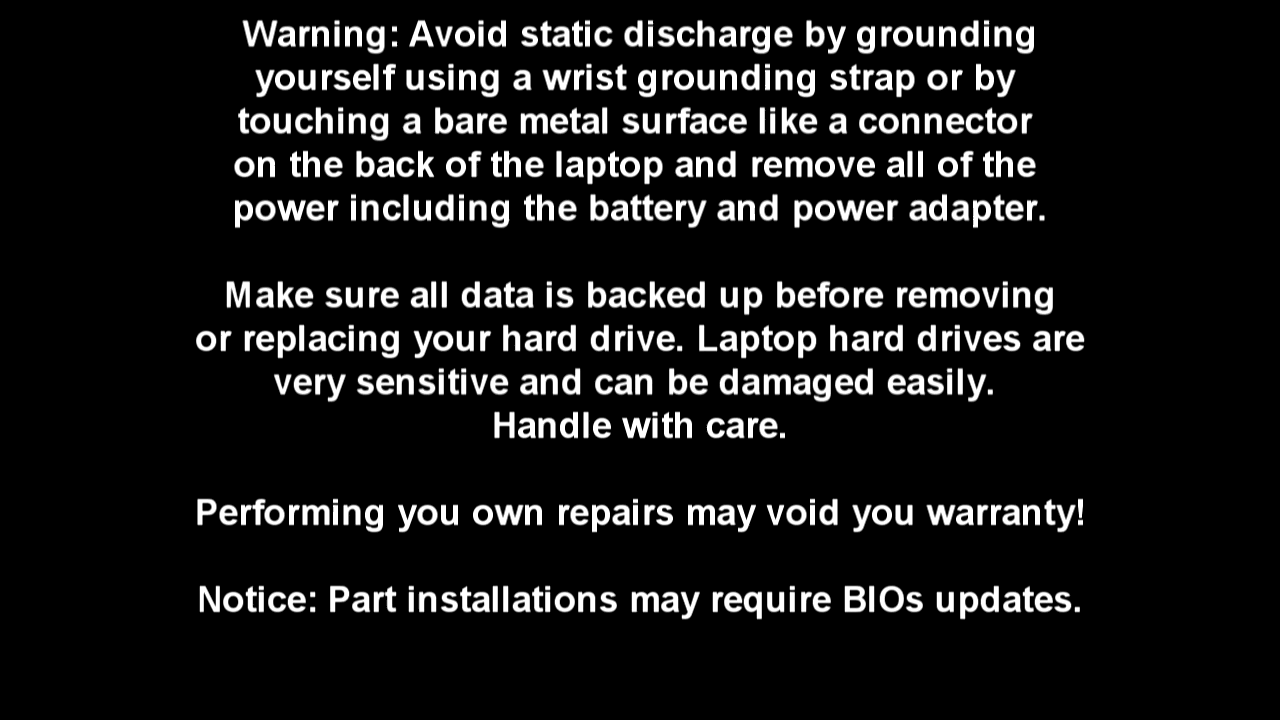 Warning: Avoid static discharge by grounding
yourself using a wrist grounding strap or by
touching a bare metal surface like a connector
on the back of the laptop and remove all of the
power including the battery and power adapter.
Make sure all data is backed up before removing
or replacing your hard drive. Laptop hard drives are
very sensitive and can be damaged easily.
Handle with care.
Performing you own repairs may void you warranty!
Notice: Part installations may require BIOs updates.